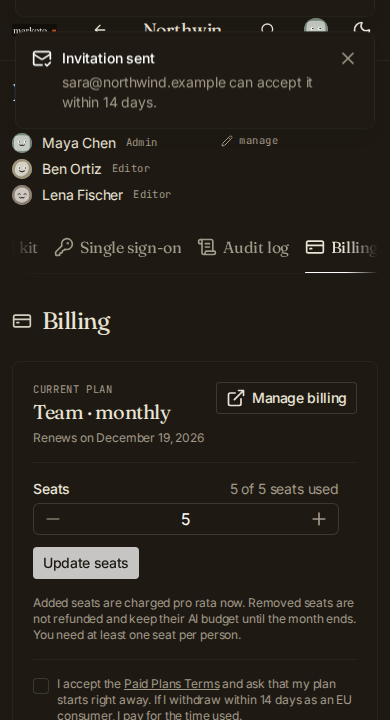 Invitation sent
sara@northwind.example can accept it
within 14 days.
Maya Chen Admin
manage
Ben Ortiz Editor
Lena Fischer Editor
kit
Single sign-on
Audit log
Billing
Billing
CURRENT PLAN
Team · monthly
Renews on December 19, 2026
Manage billing
Seats
5 of 5 seats used
5
Update seats
Added seats are charged pro rata now. Removed seats are
not refunded and keep their AI budget until the month ends.
You need at least one seat per person.
I accept the Paid Plans Terms and ask that my plan
starts right away. If I withdraw within 14 days as an EU
consumer, I pay for the time used.